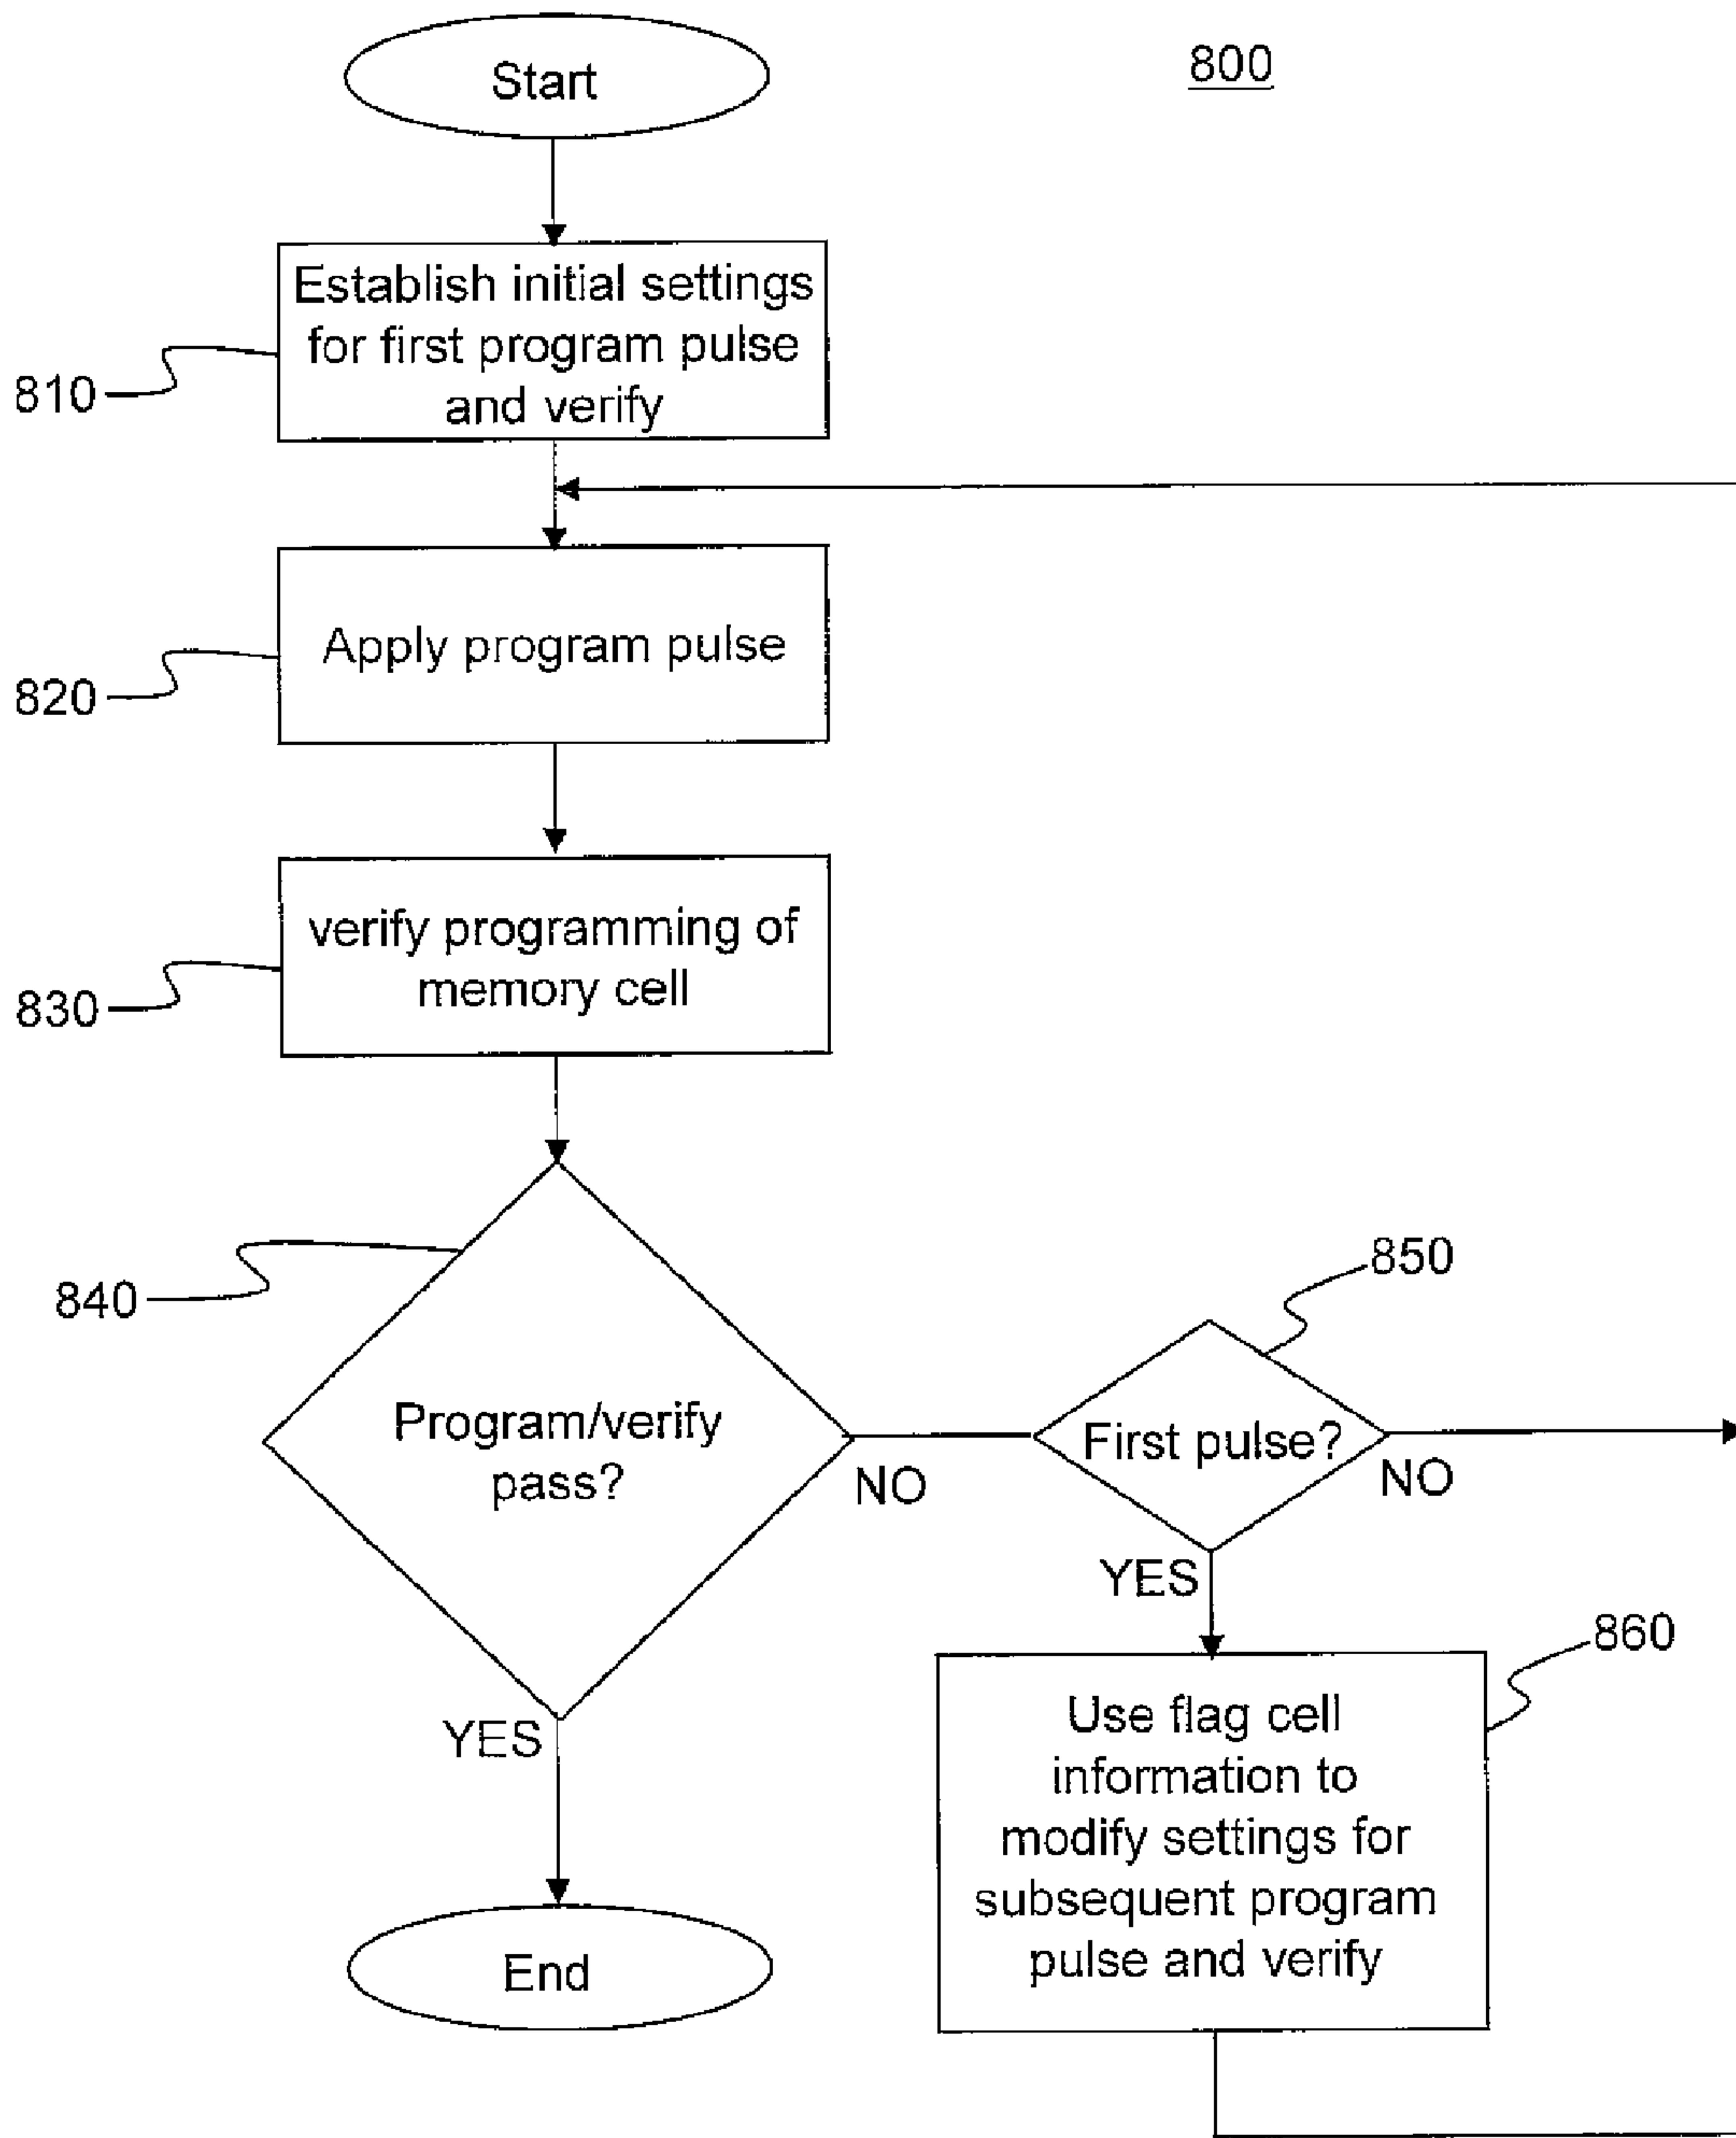 Start
800
Establish initial settings
for first program pulse
and verify
810
Apply program pulse
820
verify programming of
memory cell
830
840
Program/verify
pass?
NO
850
First pulse?
NO
YES
YES
860
Use flag cell
information to
modify settings for
subsequent program
pulse and verify
End